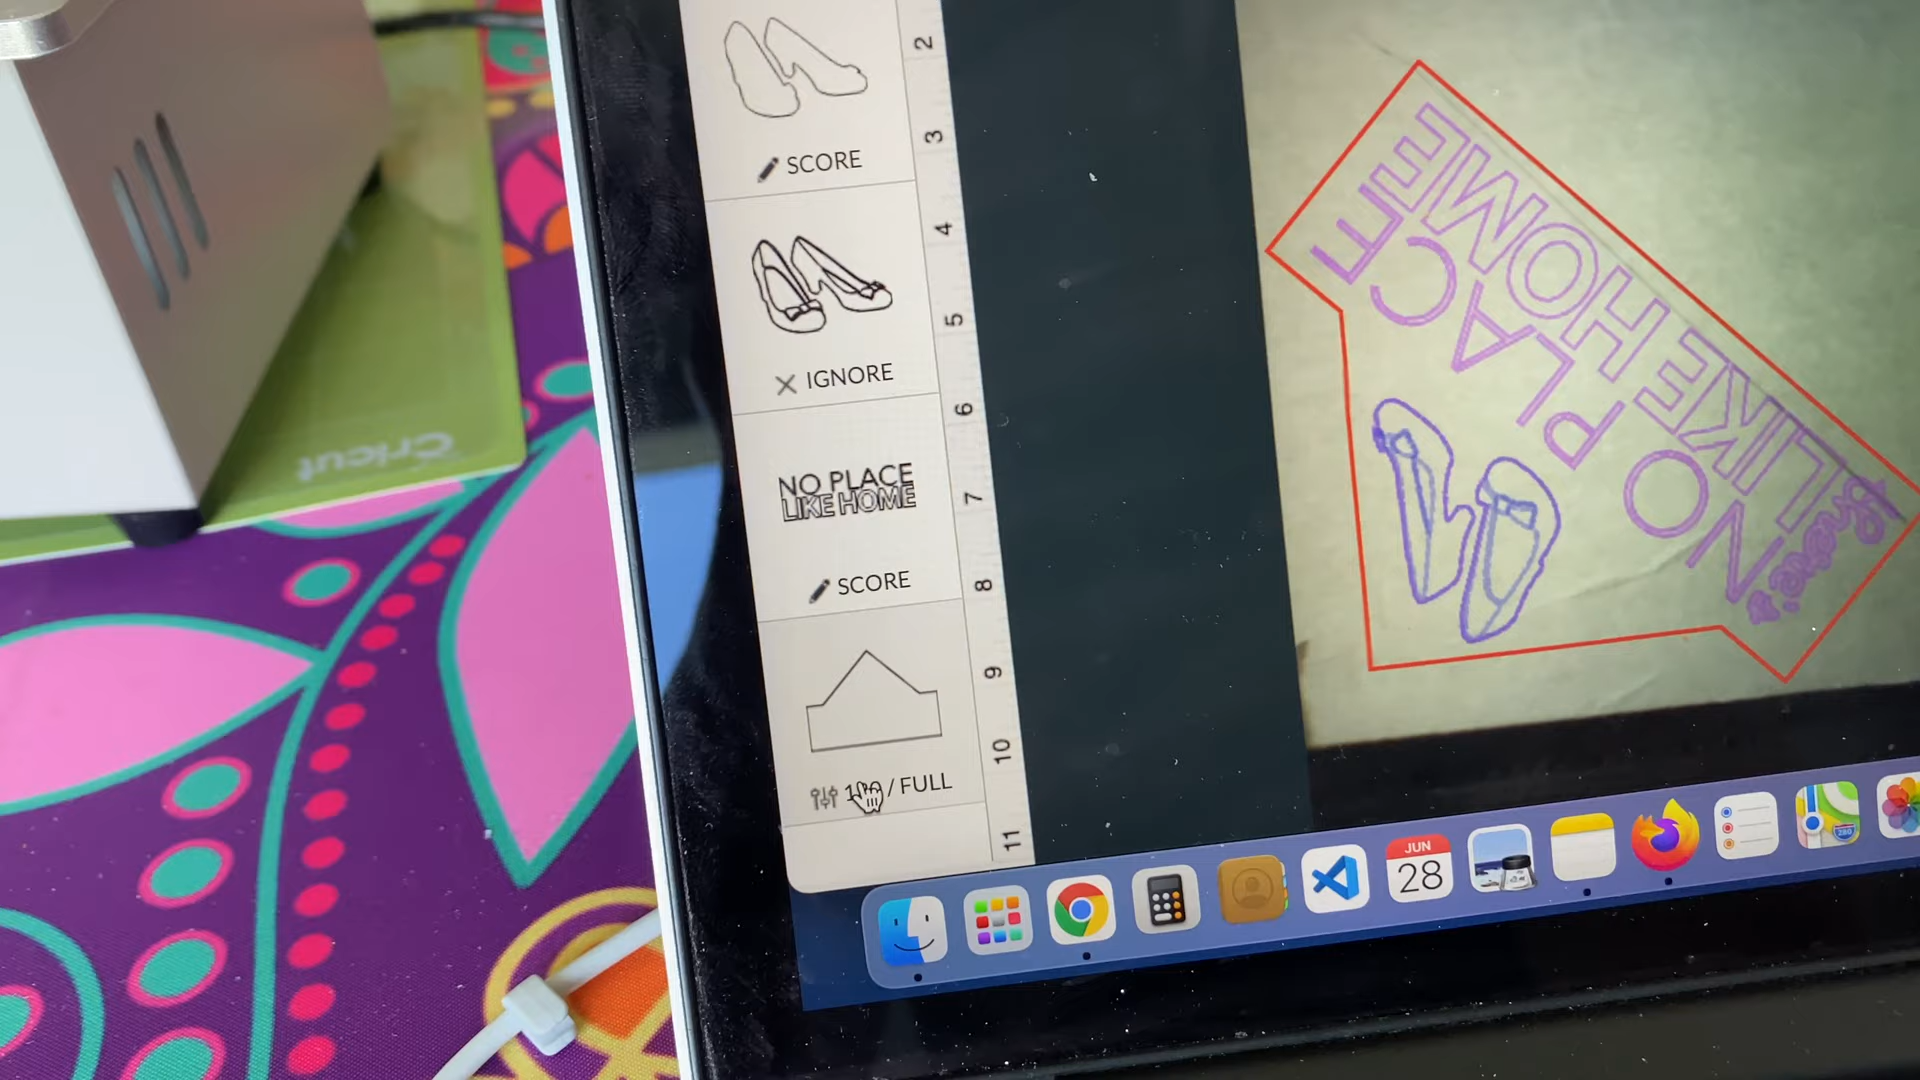 2
3
4
5
6
7
8
9
10
11
SCORE
IGNORE
NO PLACE
LIKE HOME
SCORE
/ FULL
NO PLACE
LIKE HOME
Cricut
JUN
28
280